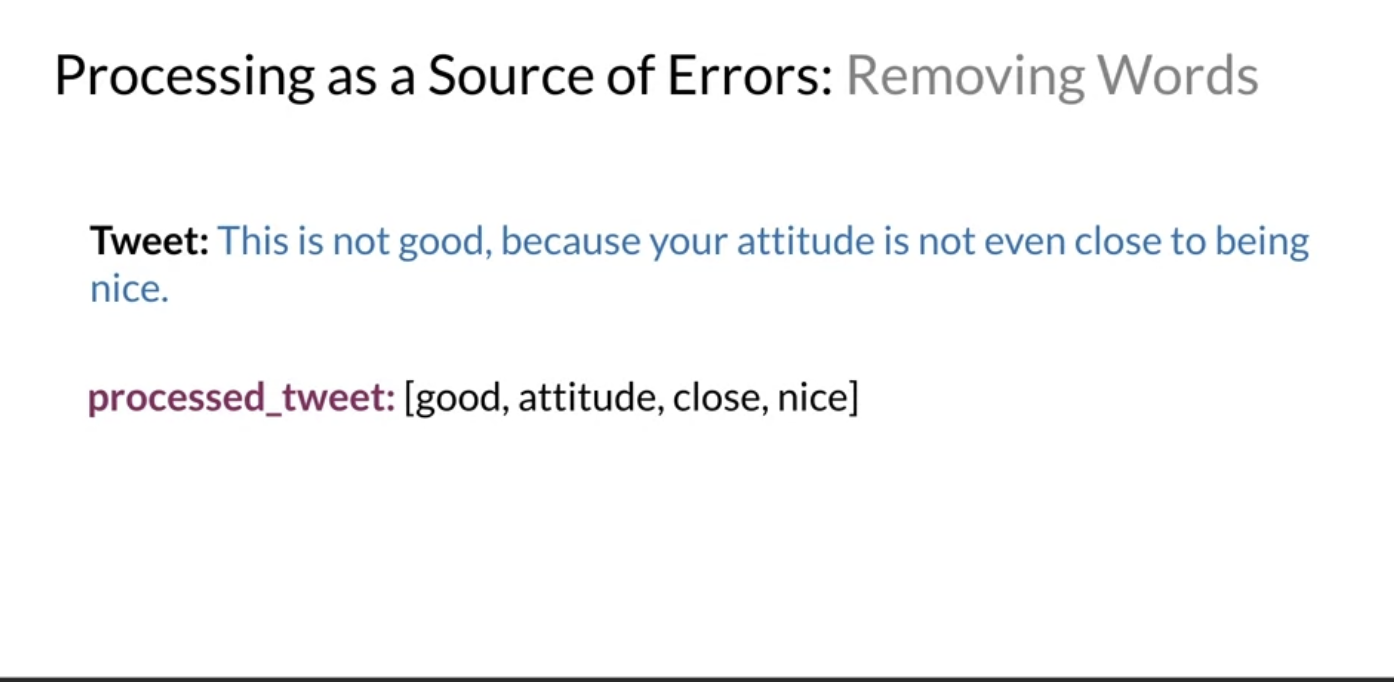 Processing as a Source of Errors: Removing Words
Tweet: This is not good, because your attitude is not even close to being
nice.
processed_tweet: [good, attitude, close, nice]